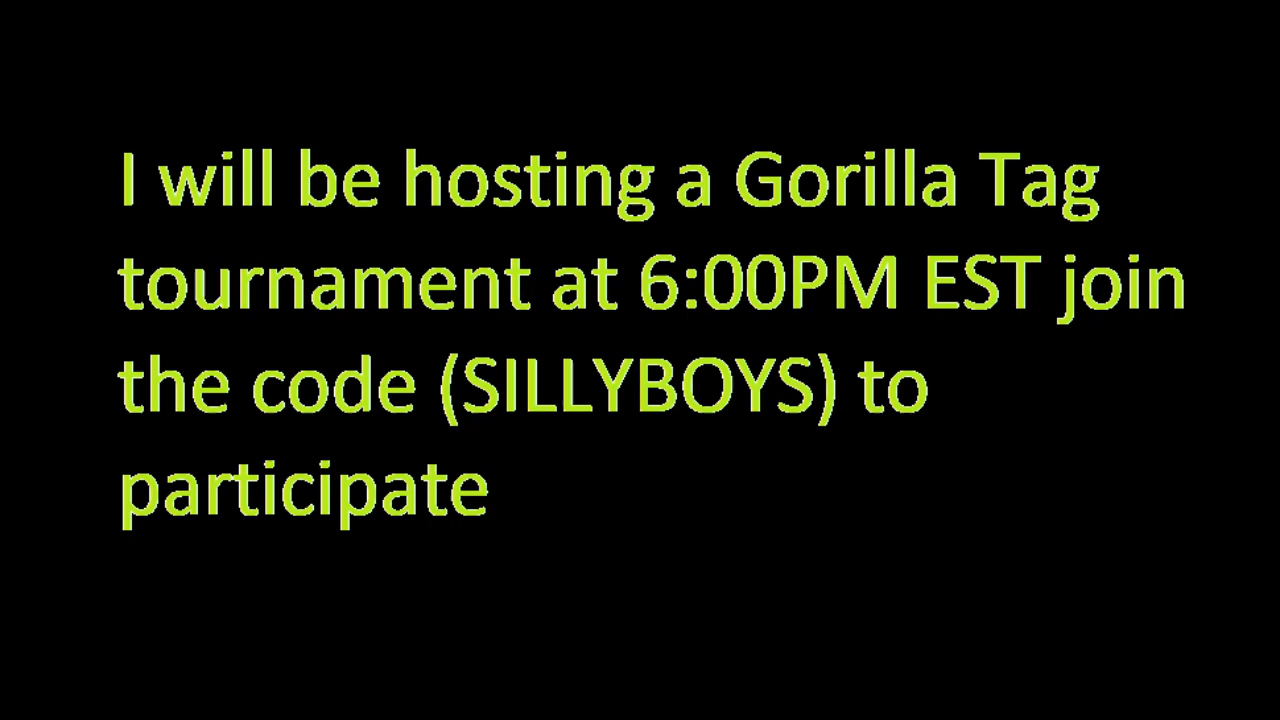 I will be hosting a Gorilla Tag
tournament at 6:00PM EST join
the code (SILLYBOYS) to
participate